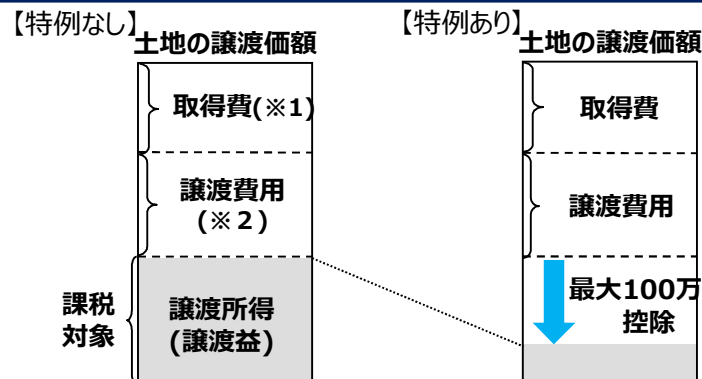 【特例なし】
土地の譲渡価額
取得費(※1)
譲渡費用
(※２)
課税
対象
譲渡所得
(譲渡益)
【特例あり】
土地の譲渡価額
取得費
譲渡費用
最大100万
控除